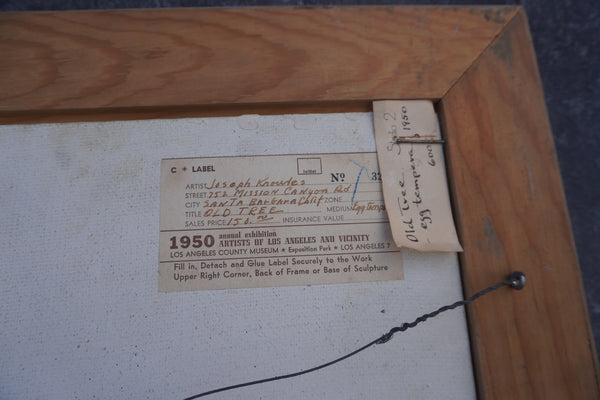 C * LABEL
Nº 32
ARTIST Joseph Knowles
STREET 752 Mission Canyon Rd
CITY Santa Barbara Calif ZONE
TITLE OLD TREE MEDIUM Egg Temp
SALES PRICE 150. INSURANCE VALUE
1950 annual exhibition
ARTISTS OF LOS ANGELES AND VICINITY
LOS ANGELES COUNTY MUSEUM * Exposition Park * LOS ANGELES 7
Fill in, Detach and Glue Label Securely to the Work
Upper Right Corner, Back of Frame or Base of Sculpture
Old Tree
egg tempera 1950